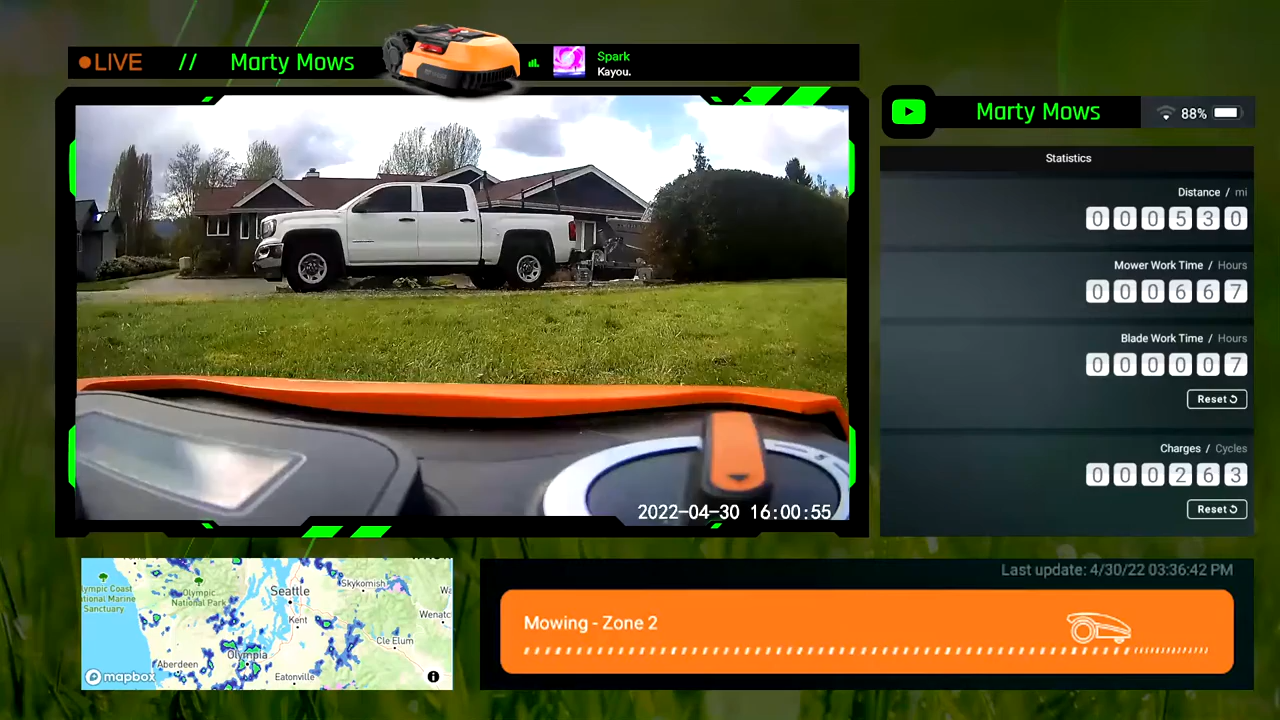 LIVE // Marty Mows
Spark
Kayou.
Marty Mows
88%
Statistics
Distance / mi
000530
Mower Work Time / Hours
000667
Blade Work Time / Hours
000007
Reset
Charges / Cycles
000263
Reset
2022-04-30 16:00:55
Olympic
National Park
Seattle
Skykomish
Kent
Wenatc
Cle Elum
Olympia
Aberdeen
Eatonville
ympic Coast
tional Marine
Sanctuary
mapbox
Last update: 4/30/22 03:36:42 PM
Mowing - Zone 2